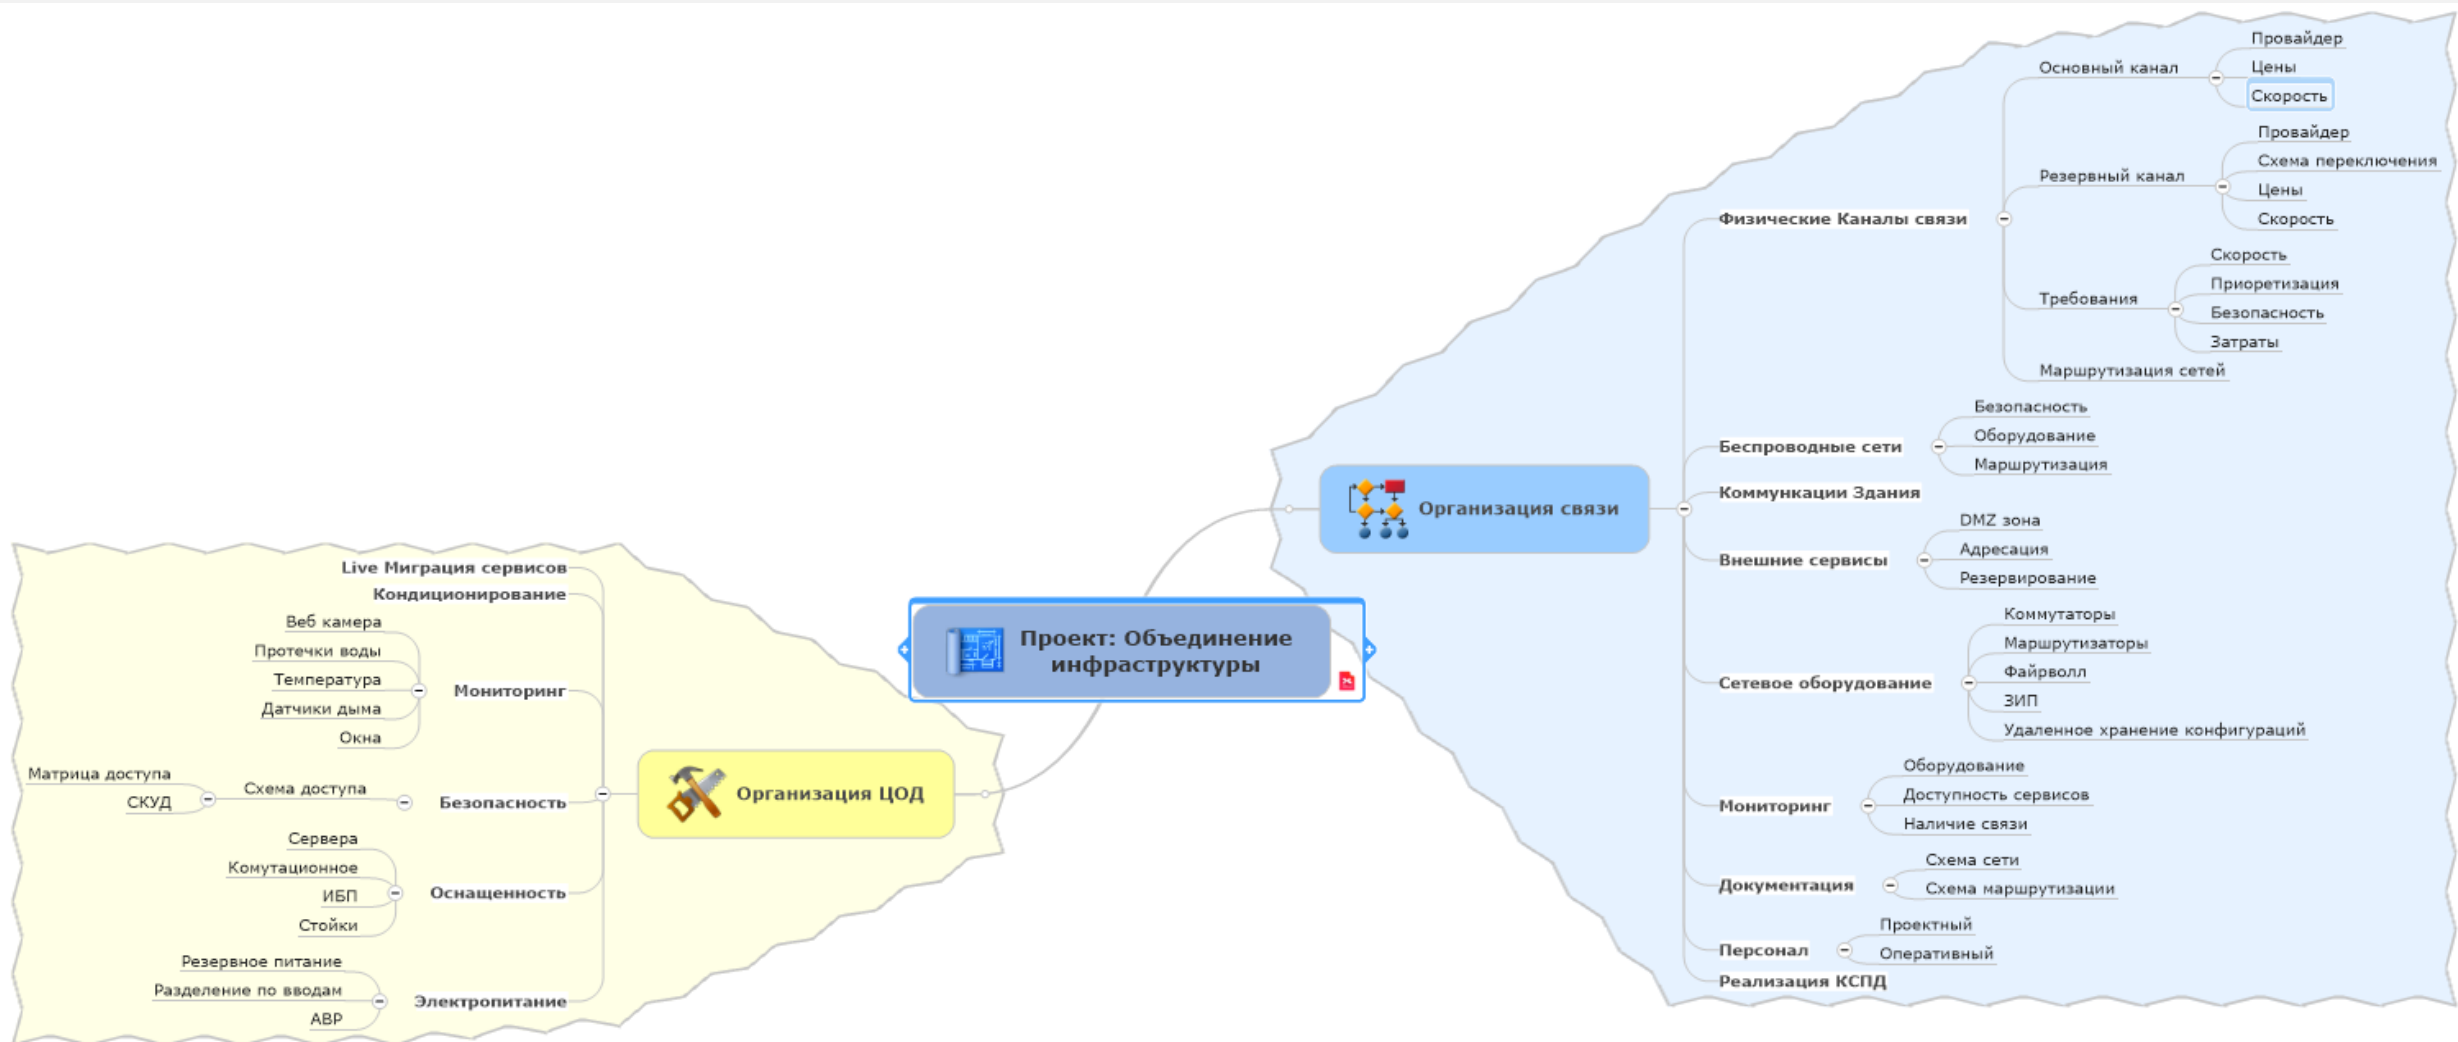 Проект: Объединение
инфраструктуры
Организация связи
Физические Каналы связи
Основный канал
Провайдер
Цены
Скорость
Резервный канал
Провайдер
Схема переключения
Цены
Скорость
Требования
Скорость
Приоретизация
Безопасность
Затраты
Маршрутизация сетей
Беспроводные сети
Безопасность
Оборудование
Маршрутизация
Коммункации Здания
Внешние сервисы
DMZ зона
Адресация
Резервирование
Сетевое оборудование
Коммутаторы
Маршрутизаторы
Файрволл
ЗИП
Удаленное хранение конфигураций
Мониторинг
Оборудование
Доступность сервисов
Наличие связи
Документация
Схема сети
Схема маршрутизации
Персонал
Проектный
Оперативный
Реализация КСПД
Организация ЦОД
Live Миграция сервисов
Кондиционирование
Мониторинг
Веб камера
Протечки воды
Температура
Датчики дыма
Окна
Безопасность
Схема доступа
Матрица доступа
СКУД
Оснащенность
Сервера
Комутационное
ИБП
Стойки
Электропитание
Резервное питание
Разделение по вводам
АВР